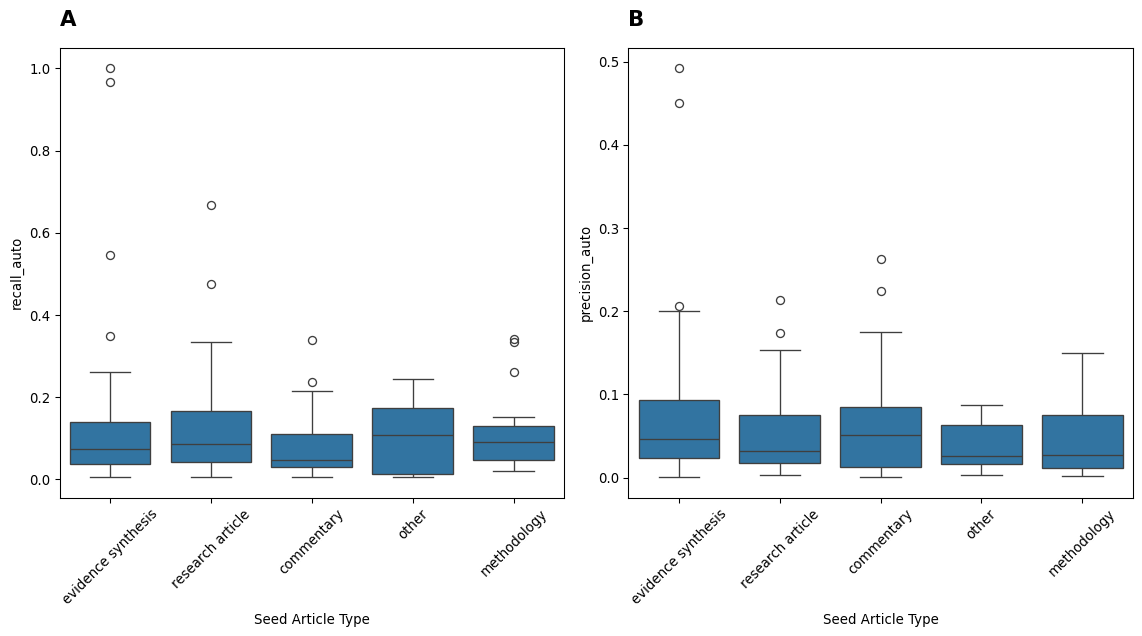 A
1.0
0.8
0.6
0.4
0.2
0.0
recall_auto
evidence synthesis
research article
commentary
other
methodology
Seed Article Type
B
0.5
0.4
0.3
0.2
0.1
0.0
precision_auto
evidence synthesis
research article
commentary
other
methodology
Seed Article Type